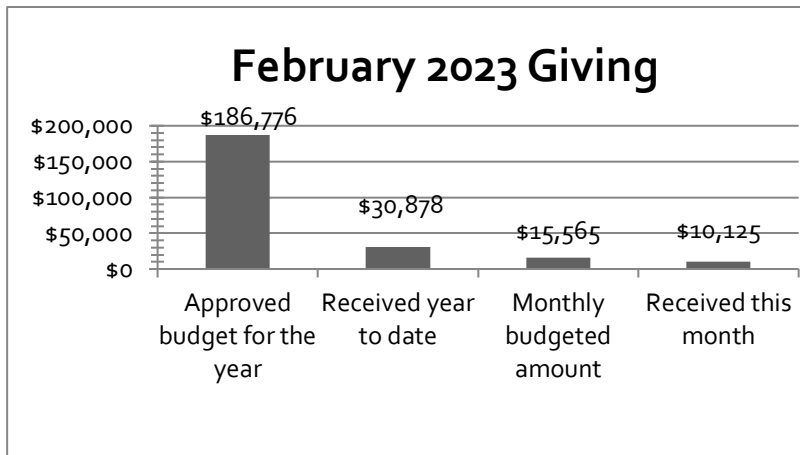 February 2023 Giving
$200,000
$150,000
$100,000
$50,000
$0
$186,776
$30,878
$15,565
$10,125
Approved
budget for the
year
Received year
to date
Monthly
budgeted
amount
Received this
month